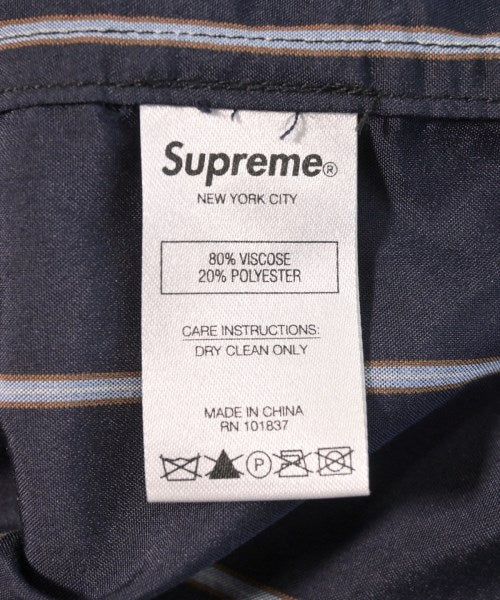 Supreme®
NEW YORK CITY
80% VISCOSE
20% POLYESTER
CARE INSTRUCTIONS:
DRY CLEAN ONLY
MADE IN CHINA
RN 101837
P